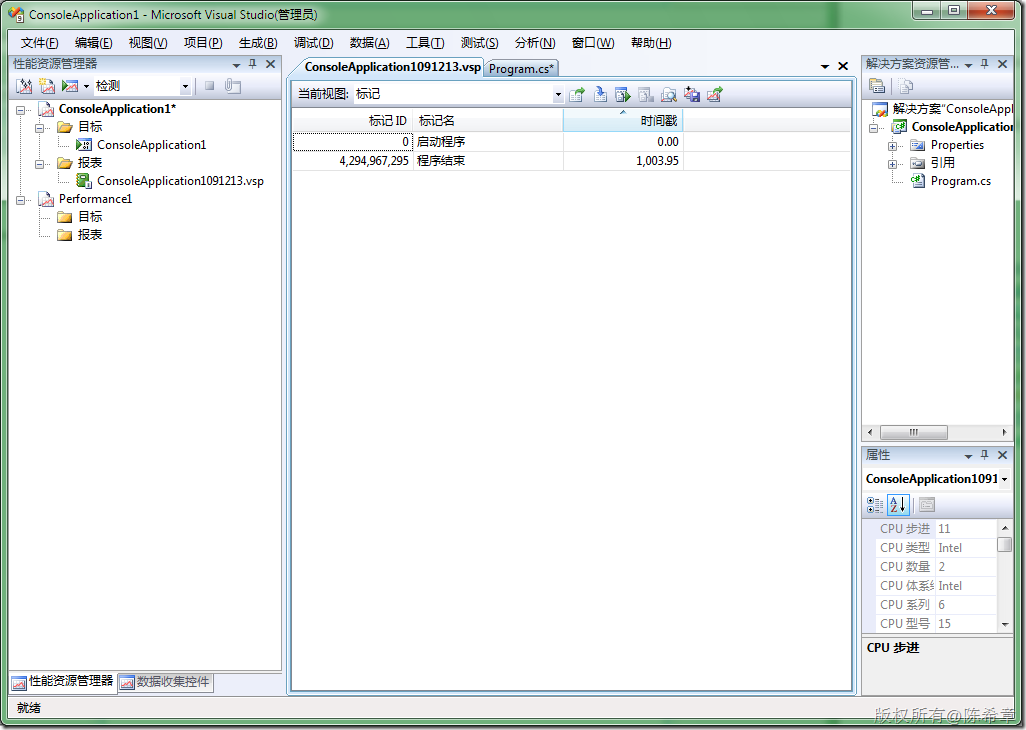 ConsoleApplication1 - Microsoft Visual Studio(管理员)
文件(F) 编辑(E) 视图(V) 项目(P) 生成(B) 调试(D) 数据(A) 工具(T) 测试(S) 分析(N) 窗口(W) 帮助(H)
性能资源管理器
检测
ConsoleApplication1*
目标
ConsoleApplication1
报表
ConsoleApplication1091213.vsp
Performance1
目标
报表
性能资源管理器 数据收集控件
ConsoleApplication1091213.vsp Program.cs*
当前视图: 标记
标记 ID 标记名 时间戳
0 启动程序 0.00
4,294,967,295 程序结束 1,003.95
解决方案资源管...
解决方案"ConsoleAppl
ConsoleApplication
Properties
引用
Program.cs
属性
ConsoleApplication1091
CPU 步进 11
CPU 类型 Intel
CPU 数量 2
CPU 体系 Intel
CPU 系列 6
CPU 型号 15
CPU 步进
就绪
版权所有@陈希章